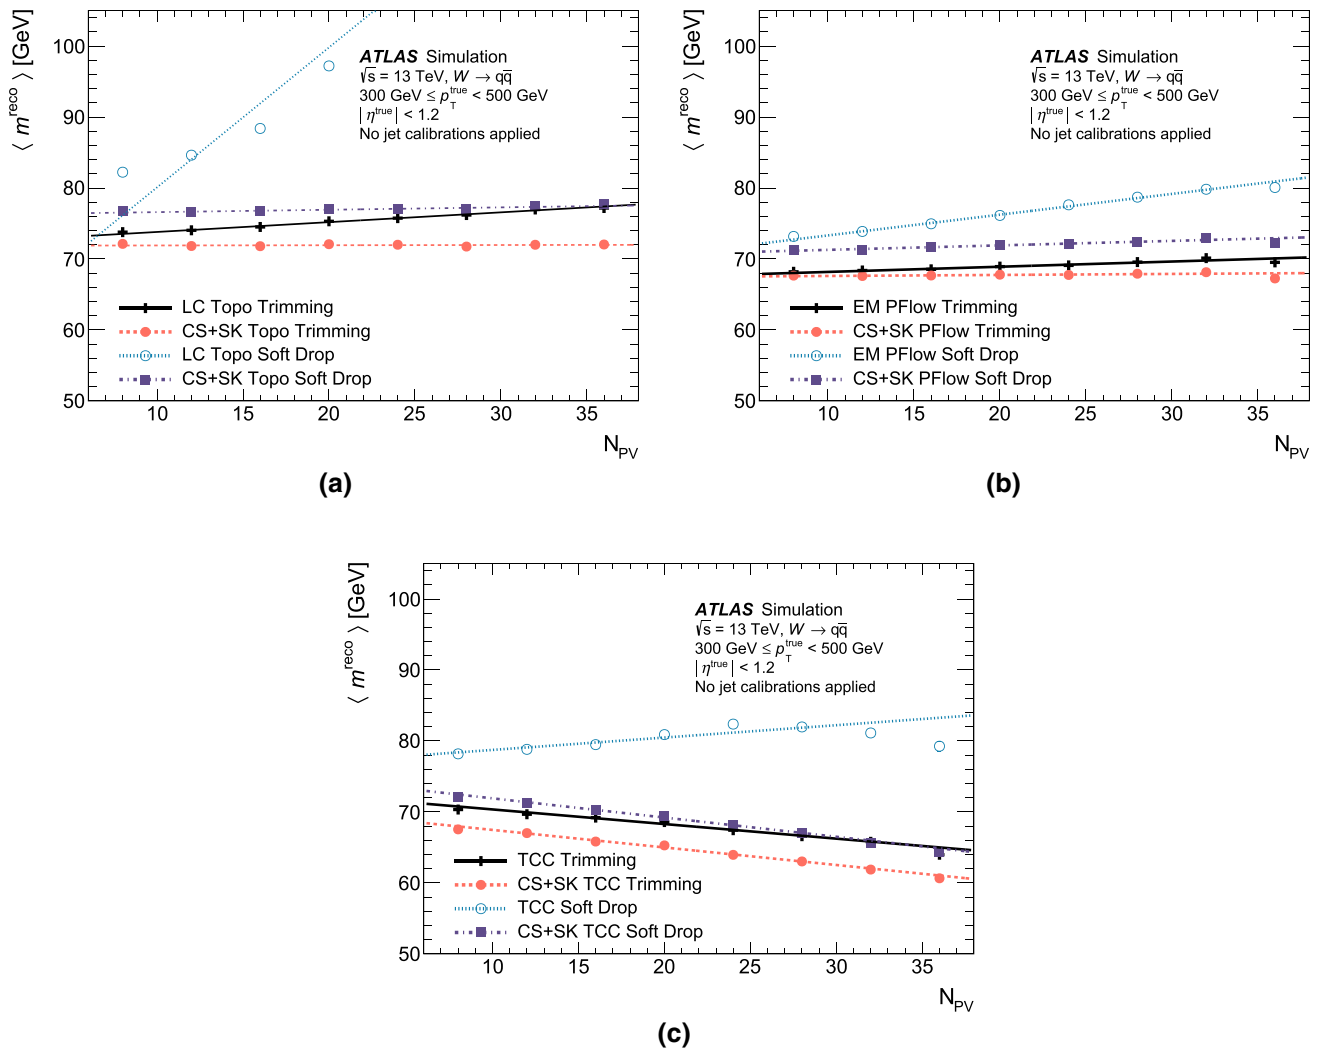 ⟨ m^reco ⟩ [GeV]
100
90
80
70
60
50
ATLAS Simulation
√s = 13 TeV, W → qq̅
300 GeV ≤ p_T^true < 500 GeV
|η^true| < 1.2
No jet calibrations applied
LC Topo Trimming
CS+SK Topo Trimming
LC Topo Soft Drop
CS+SK Topo Soft Drop
10 15 20 25 30 35
N_PV
(a)
⟨ m^reco ⟩ [GeV]
100
90
80
70
60
50
ATLAS Simulation
√s = 13 TeV, W → qq̅
300 GeV ≤ p_T^true < 500 GeV
|η^true| < 1.2
No jet calibrations applied
EM PFlow Trimming
CS+SK PFlow Trimming
EM PFlow Soft Drop
CS+SK PFlow Soft Drop
10 15 20 25 30 35
N_PV
(b)
⟨ m^reco ⟩ [GeV]
100
90
80
70
60
50
ATLAS Simulation
√s = 13 TeV, W → qq̅
300 GeV ≤ p_T^true < 500 GeV
|η^true| < 1.2
No jet calibrations applied
TCC Trimming
CS+SK TCC Trimming
TCC Soft Drop
CS+SK TCC Soft Drop
10 15 20 25 30 35
N_PV
(c)